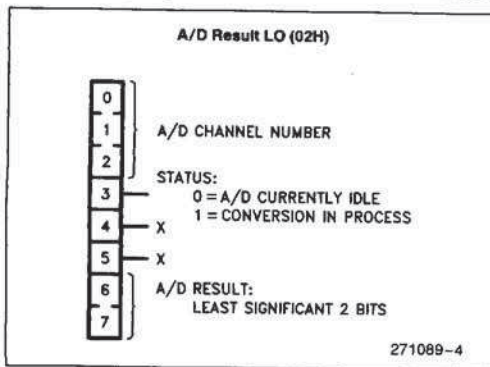 A/D Result LO (02H)
0
1
2
A/D CHANNEL NUMBER
3
STATUS:
0 = A/D CURRENTLY IDLE
1 = CONVERSION IN PROCESS
4
X
5
X
6
7
A/D RESULT:
LEAST SIGNIFICANT 2 BITS
271089-4